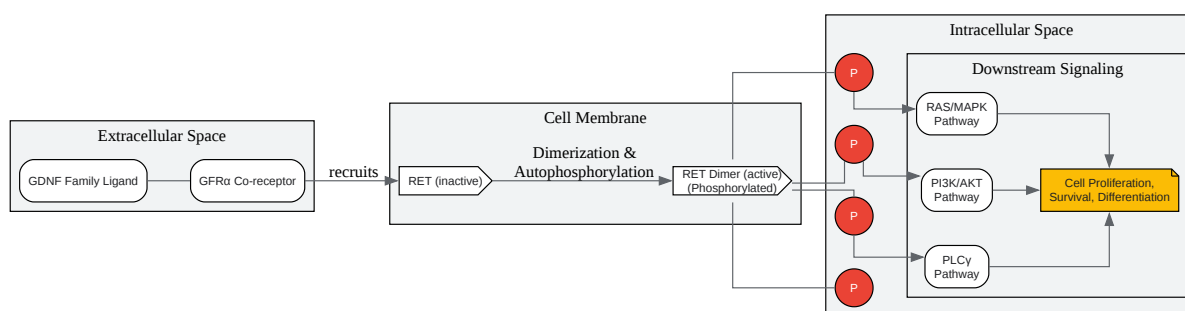 Extracellular Space
GDNF Family Ligand
GFRα Co-receptor
recruits
Cell Membrane
RET (inactive)
Dimerization &
Autophosphorylation
RET Dimer (active)
(Phosphorylated)
Intracellular Space
P
P
P
P
Downstream Signaling
RAS/MAPK
Pathway
PI3K/AKT
Pathway
PLCγ
Pathway
Cell Proliferation,
Survival, Differentiation